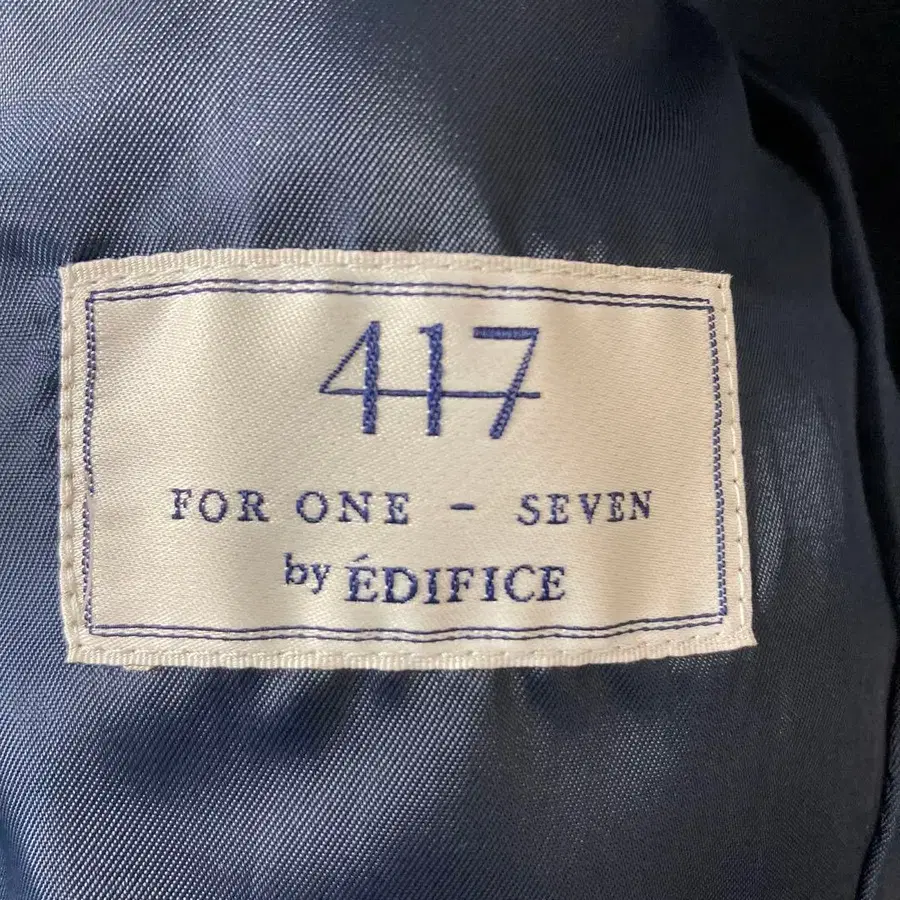 417
FOR ONE - SEVEN
by ÉDIFICE